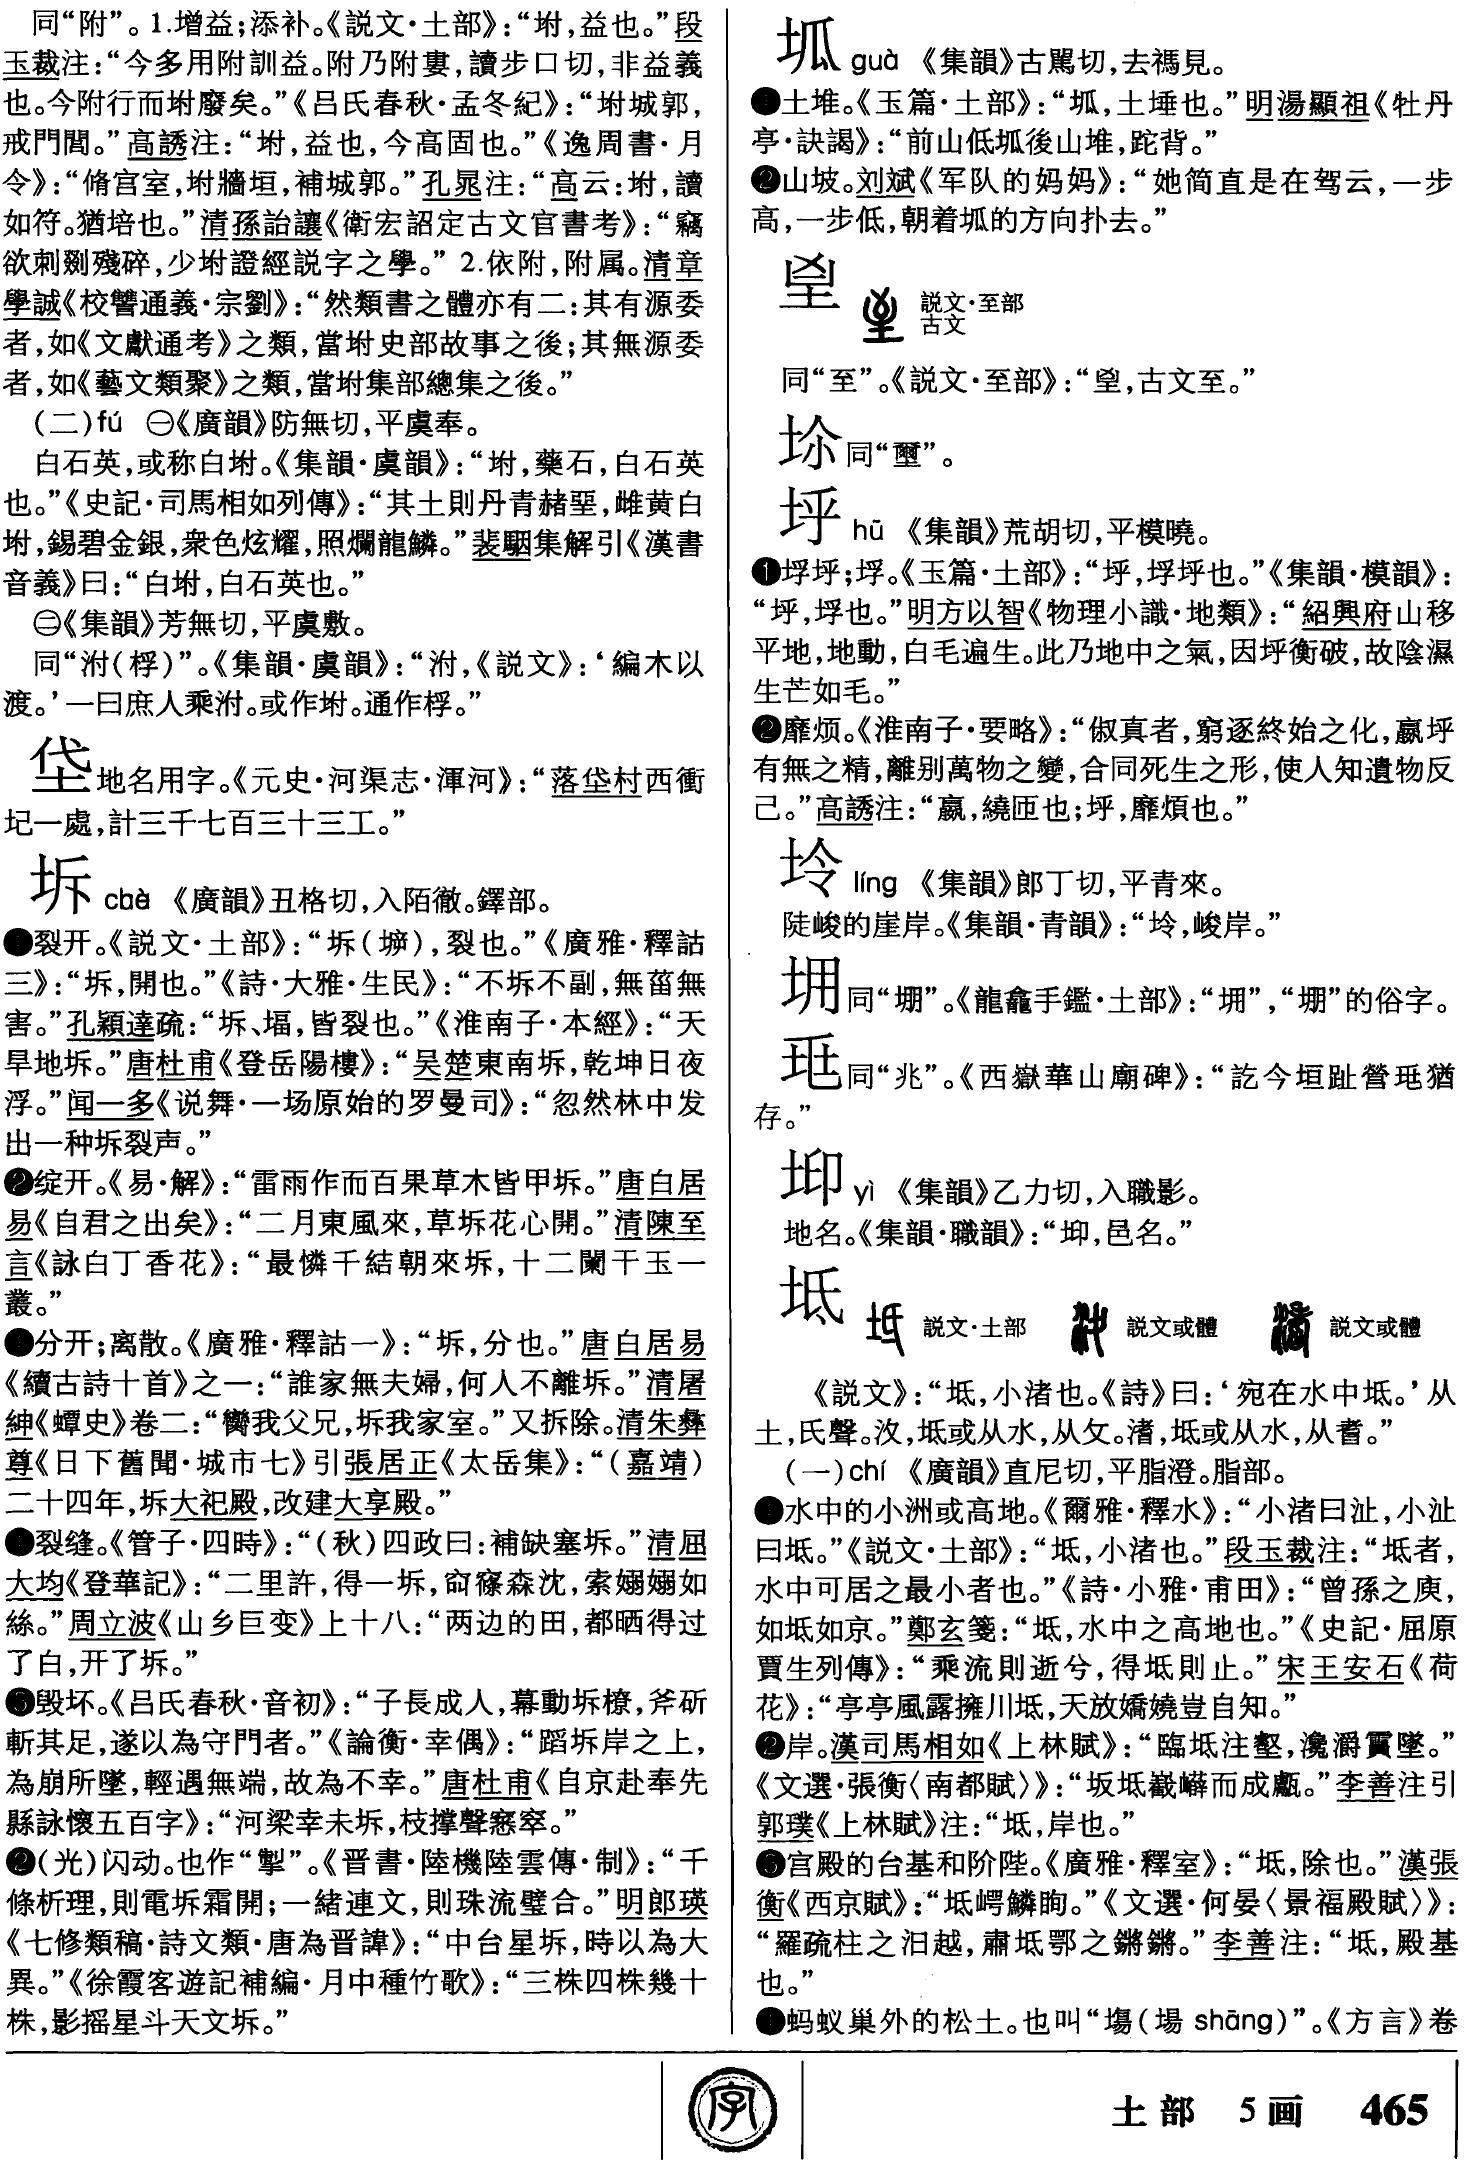 同“附”。1.增益;添补。《説文·土部》:“坿,益也。”段
玉裁注:“今多用附訓益。附乃附婁,讀步口切,非益義
也。今附行而坿廢矣。”《吕氏春秋·孟冬紀》:“坿城郭,
戒門閭。”高誘注:“坿,益也,今高固也。”《逸周書·月
令》:“脩宫室,坿牆垣,補城郭。”孔晁注:“高云:坿,讀
如符。猶培也。”清孫詒讓《衛宏詔定古文官書考》:“竊
欲刺剟殘碎,少坿證經説字之學。” 2.依附,附属。清章
學誠《校讐通義·宗劉》:“然類書之體亦有二:其有源委
者,如《文獻通考》之類,當坿史部故事之後;其無源委
者,如《藝文類聚》之類,當坿集部總集之後。”
(二)fú ㊀《廣韻》防無切,平虞奉。
白石英,或称白坿。《集韻·虞韻》:“坿,藥石,白石英
也。”《史記·司馬相如列傳》:“其土則丹青赭堊,雌黄白
坿,錫碧金銀,衆色炫耀,照爛龍鱗。”裴駰集解引《漢書
音義》曰:“白坿,白石英也。”
㊁《集韻》芳無切,平虞敷。
同“泭(桴)”。《集韻·虞韻》:“泭,《説文》:‘編木以
渡。’一曰庶人乘泭。或作坿。通作桴。”
垈 地名用字。《元史·河渠志·渾河》:“落垈村西衝
圮一處,計三千七百三十三工。”
坼 chè 《廣韻》丑格切,入陌徹。鐸部。
❶裂开。《説文·土部》:“坼(㙤),裂也。”《廣雅·釋詁
三》:“坼,開也。”《詩·大雅·生民》:“不坼不副,無菑無
害。”孔穎達疏:“坼、堛,皆裂也。”《淮南子·本經》:“天
旱地坼。”唐杜甫《登岳陽樓》:“吴楚東南坼,乾坤日夜
浮。”闻一多《说舞·一场原始的罗曼司》:“忽然林中发
出一种坼裂声。”
❷绽开。《易·解》:“雷雨作而百果草木皆甲坼。”唐白居
易《自君之出矣》:“二月東風來,草坼花心開。”清陳至
言《詠白丁香花》:“最憐千結朝來坼,十二闌干玉一
叢。”
❸分开;离散。《廣雅·釋詁一》:“坼,分也。”唐白居易
《續古詩十首》之一:“誰家無夫婦,何人不離坼。”清屠
紳《蟫史》卷二:“臠我父兄,坼我家室。”又拆除。清朱彝
尊《日下舊聞·城市七》引張居正《太岳集》:“(嘉靖)
二十四年,坼大祀殿,改建大享殿。”
❹裂缝。《管子·四時》:“(秋)四政曰:補缺塞坼。”清屈
大均《登華記》:“二里許,得一坼,窅窱森沈,索嫋嫋如
絲。”周立波《山乡巨变》上十八:“两边的田,都晒得过
了白,开了坼。”
❺毁坏。《吕氏春秋·音初》:“子長成人,幕動坼橑,斧斫
斬其足,遂以為守門者。”《論衡·幸偶》:“蹈坼岸之上,
為崩所墜,輕遇無端,故為不幸。”唐杜甫《自京赴奉先
縣詠懷五百字》:“河梁幸未坼,枝撑聲窸窣。”
❷(光)闪动。也作“掣”。《晋書·陸機陸雲傳·制》:“千
條析理,則電坼霜開;一緒連文,則珠流璧合。”明郎瑛
《七修類稿·詩文類·唐為晋諱》:“中台星坼,時以為大
異。”《徐霞客遊記補編·月中種竹歌》:“三株四株幾十
株,影摇星斗天文坼。”
坬 guà 《集韻》古駡切,去禡見。
❶土堆。《玉篇·土部》:“坬,土埵也。”明湯顯祖《牡丹
亭·訣謁》:“前山低坬後山堆,跎背。”
❷山坡。刘斌《军队的妈妈》:“她简直是在驾云,一步
高,一步低,朝着坬的方向扑去。”
𡊏 説文·至部
古文
同“至”。《説文·至部》:“𡊏,古文至。”
坄 同“壐”。
垀 hū 《集韻》荒胡切,平模曉。
❶垺垀;垺。《玉篇·土部》:“垀,垺垀也。”《集韻·模韻》:
“垀,垺也。”明方以智《物理小識·地類》:“紹興府山移
平地,地動,白毛遍生。此乃地中之氣,因垀衡破,故陰濕
生芒如毛。”
❷靡烦。《淮南子·要略》:“俶真者,窮逐終始之化,嬴垀
有無之精,離别萬物之變,合同死生之形,使人知遺物反
己。”高誘注:“嬴,繞匝也;垀,靡煩也。”
坽 líng 《集韻》郎丁切,平青來。
陡峻的崖岸。《集韻·青韻》:“坽,峻岸。”
𡊎 同“堋”。《龍龕手鑑·土部》:“𡊎”,“堋”的俗字。
𡊥 同“兆”。《西嶽華山廟碑》:“訖今垣趾營𡊥猶
存。”
𡊁 yì 《集韻》乙力切,入職影。
地名。《集韻·職韻》:“𡊁,邑名。”
坻 説文·土部 説文或體 説文或體
《説文》:“坻,小渚也。《詩》曰:‘宛在水中坻。’从
土,氐聲。汷,坻或从水,从夂。渚,坻或从水,从耆。”
(一)chí 《廣韻》直尼切,平脂澄。脂部。
❶水中的小洲或高地。《爾雅·釋水》:“小渚曰沚,小沚
曰坻。”《説文·土部》:“坻,小渚也。”段玉裁注:“坻者,
水中可居之最小者也。”《詩·小雅·甫田》:“曾孫之庾,
如坻如京。”鄭玄箋:“坻,水中之高地也。”《史記·屈原
賈生列傳》:“乘流則逝兮,得坻則止。”宋王安石《荷
花》:“亭亭風露擁川坻,天放嬌嬈豈自知。”
❷岸。漢司馬相如《上林賦》:“臨坻注壑,瀺灂霣墜。”
《文選·張衡〈南都賦〉》:“坂坻巀嶭而成甗。”李善注引
郭璞《上林賦》注:“坻,岸也。”
❸宫殿的台基和阶陛。《廣雅·釋室》:“坻,除也。”漢張
衡《西京賦》:“坻崿鱗眴。”《文選·何晏〈景福殿賦〉》:
“羅疏柱之汩越,肅坻鄂之鏘鏘。”李善注:“坻,殿基
也。”
❹蚂蚁巢外的松土。也叫“塲(場 shāng)”。《方言》卷
字
土部 5画 465